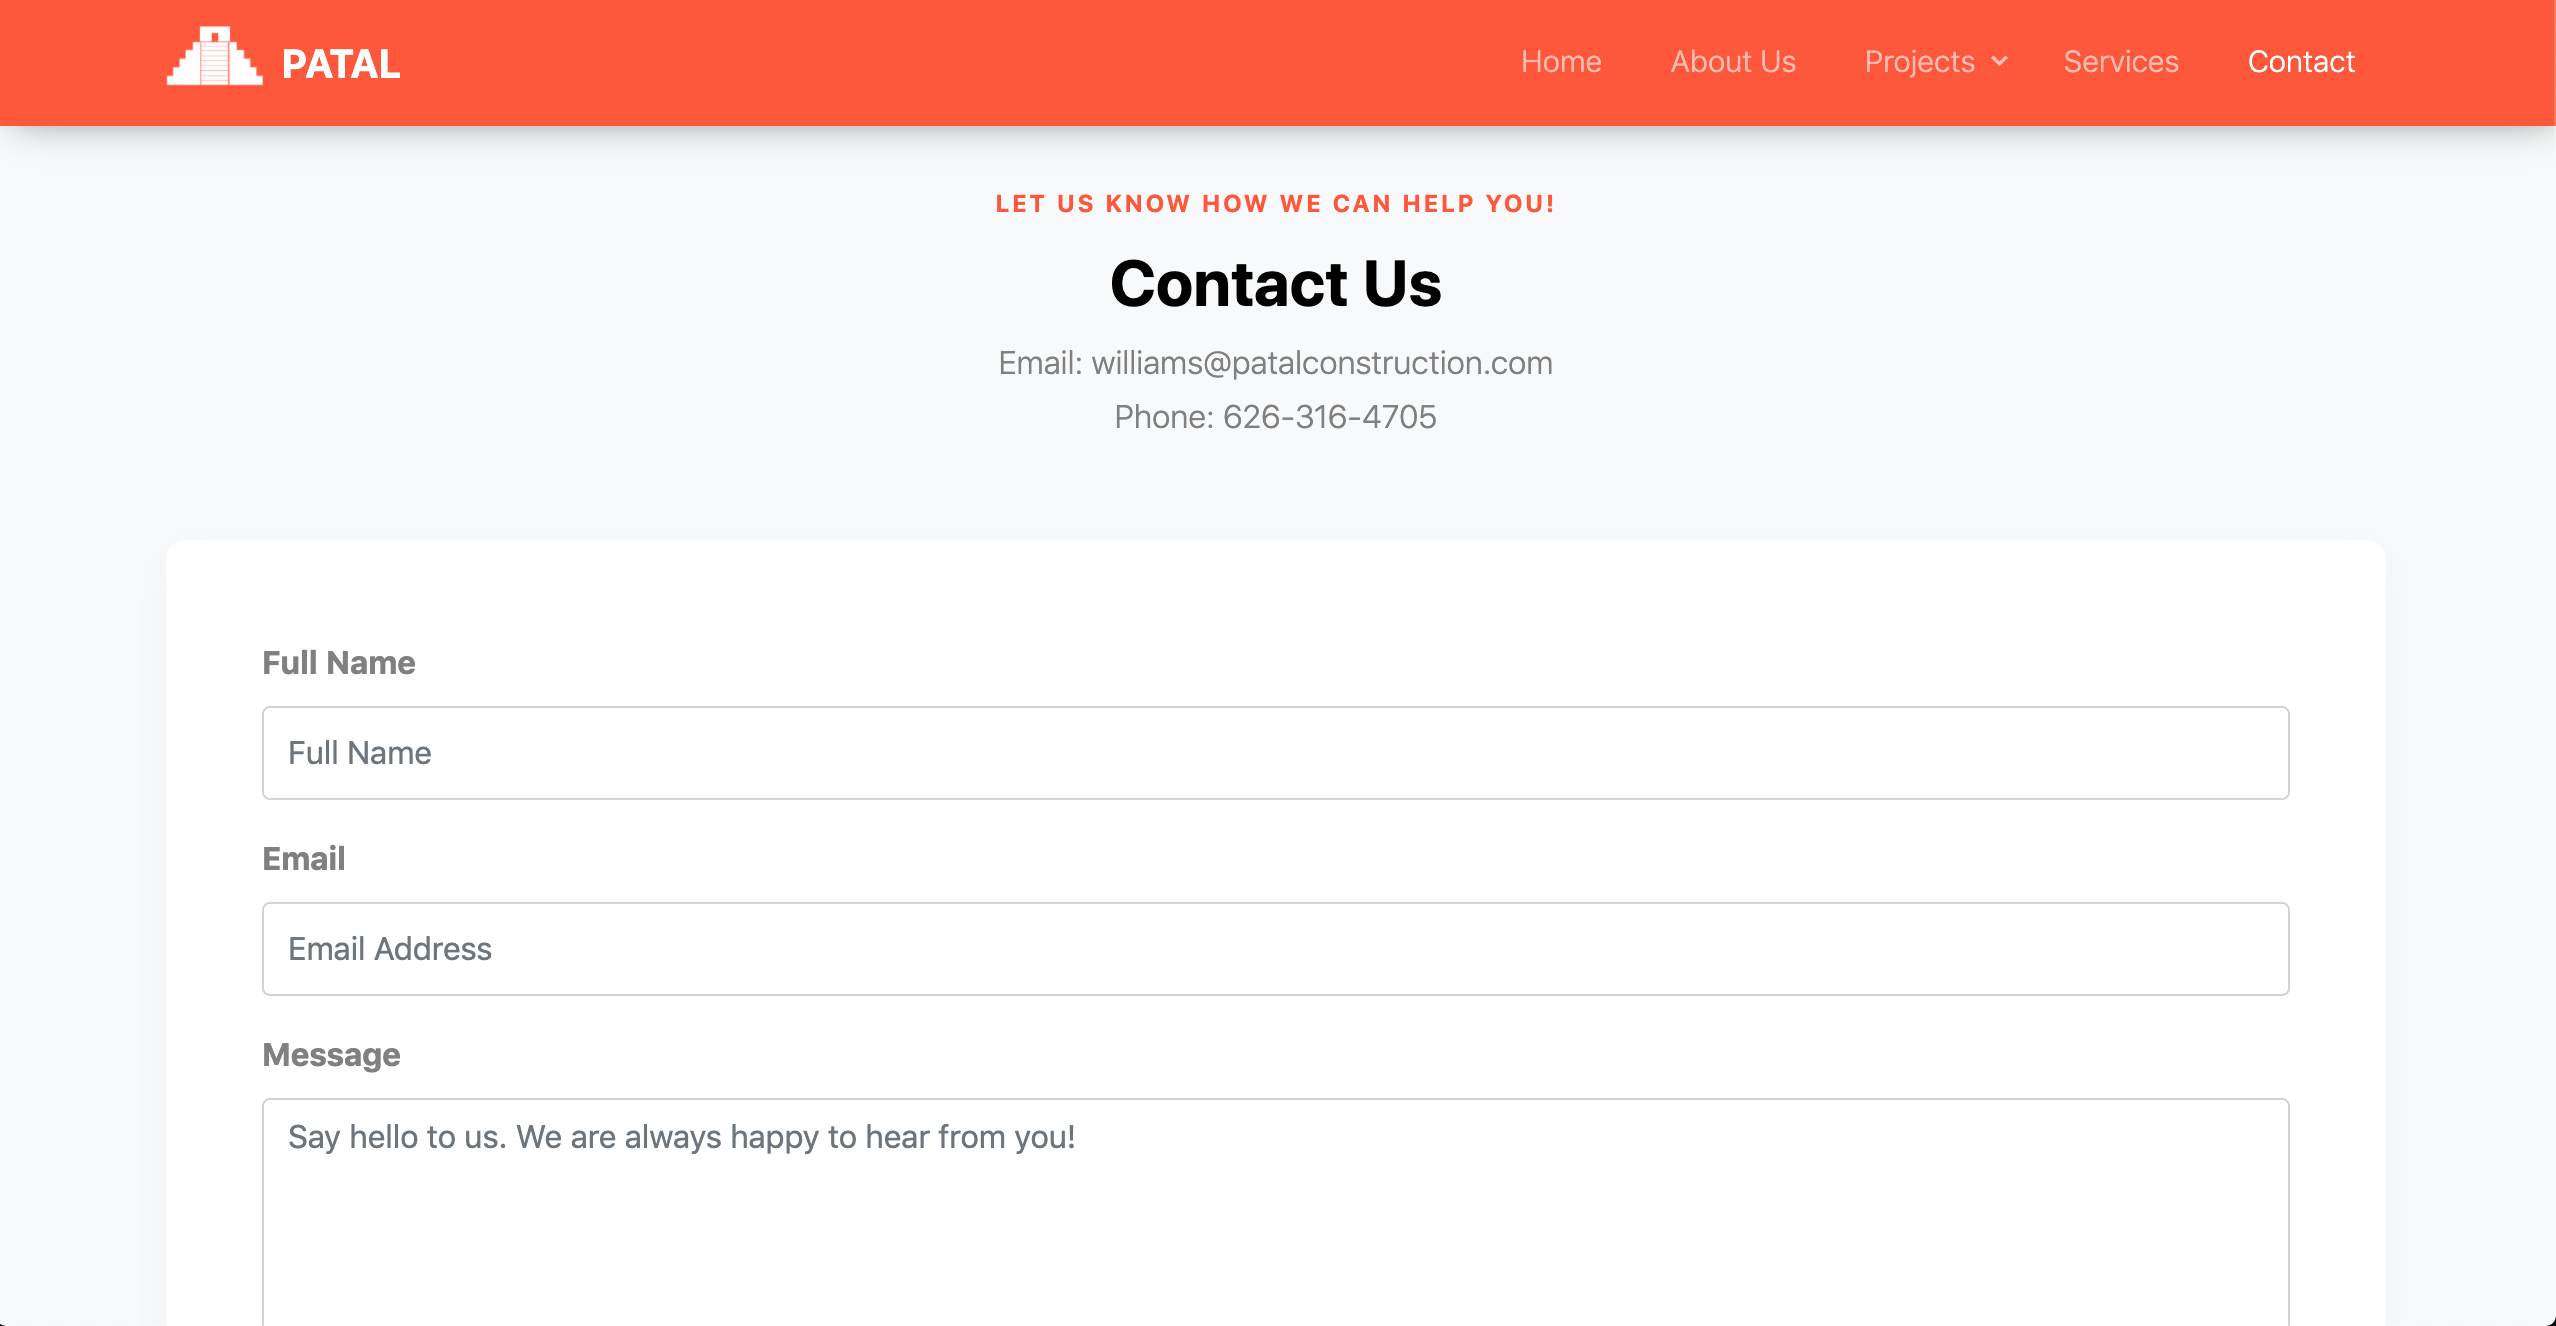 PATAL
Home About Us Projects Services Contact
LET US KNOW HOW WE CAN HELP YOU!
Contact Us
Email: williams@patalconstruction.com
Phone: 626-316-4705
Full Name
Full Name
Email
Email Address
Message
Say hello to us. We are always happy to hear from you!